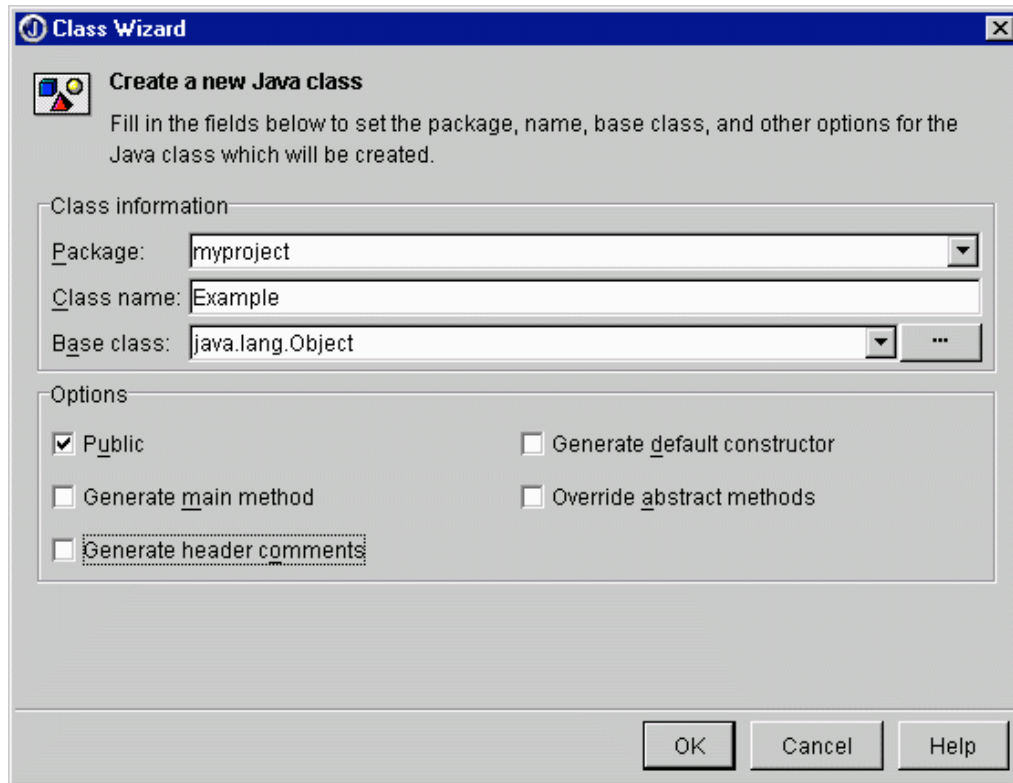 Class Wizard
Create a new Java class
Fill in the fields below to set the package, name, base class, and other options for the
Java class which will be created.
Class information
Package: myproject
Class name: Example
Base class: java.lang.Object ...
Options
Public
Generate default constructor
Generate main method
Override abstract methods
Generate header comments
OK Cancel Help